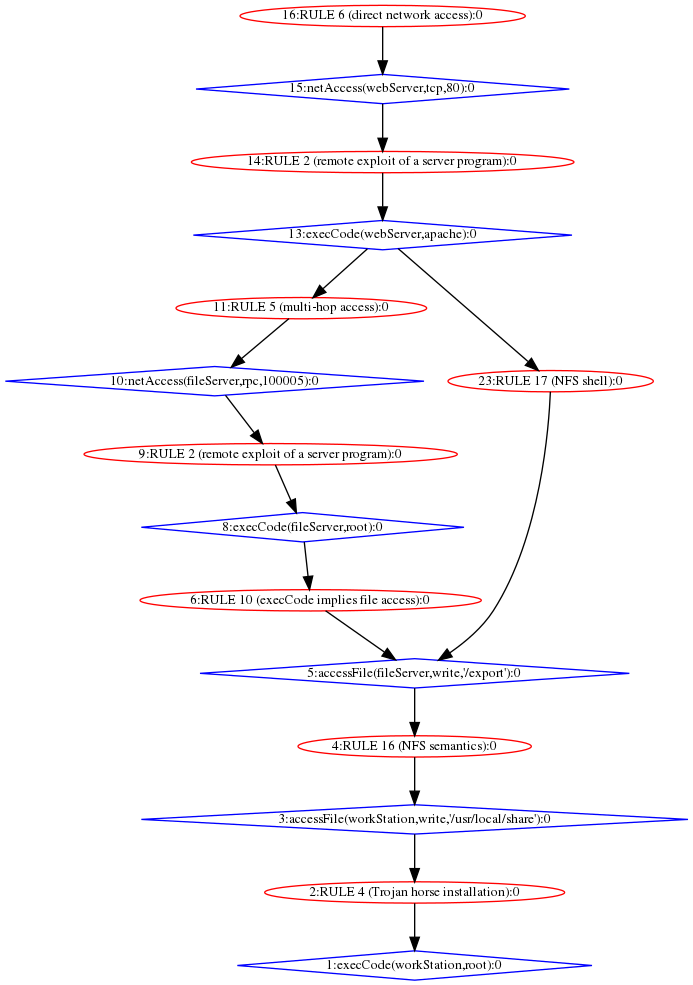 16:RULE 6 (direct network access):0
15:netAccess(webServer,tcp,80):0
14:RULE 2 (remote exploit of a server program):0
13:execCode(webServer,apache):0
11:RULE 5 (multi-hop access):0
10:netAccess(fileServer,rpc,100005):0
23:RULE 17 (NFS shell):0
9:RULE 2 (remote exploit of a server program):0
8:execCode(fileServer,root):0
6:RULE 10 (execCode implies file access):0
5:accessFile(fileServer,write,'/export'):0
4:RULE 16 (NFS semantics):0
3:accessFile(workStation,write,'/usr/local/share'):0
2:RULE 4 (Trojan horse installation):0
1:execCode(workStation,root):0